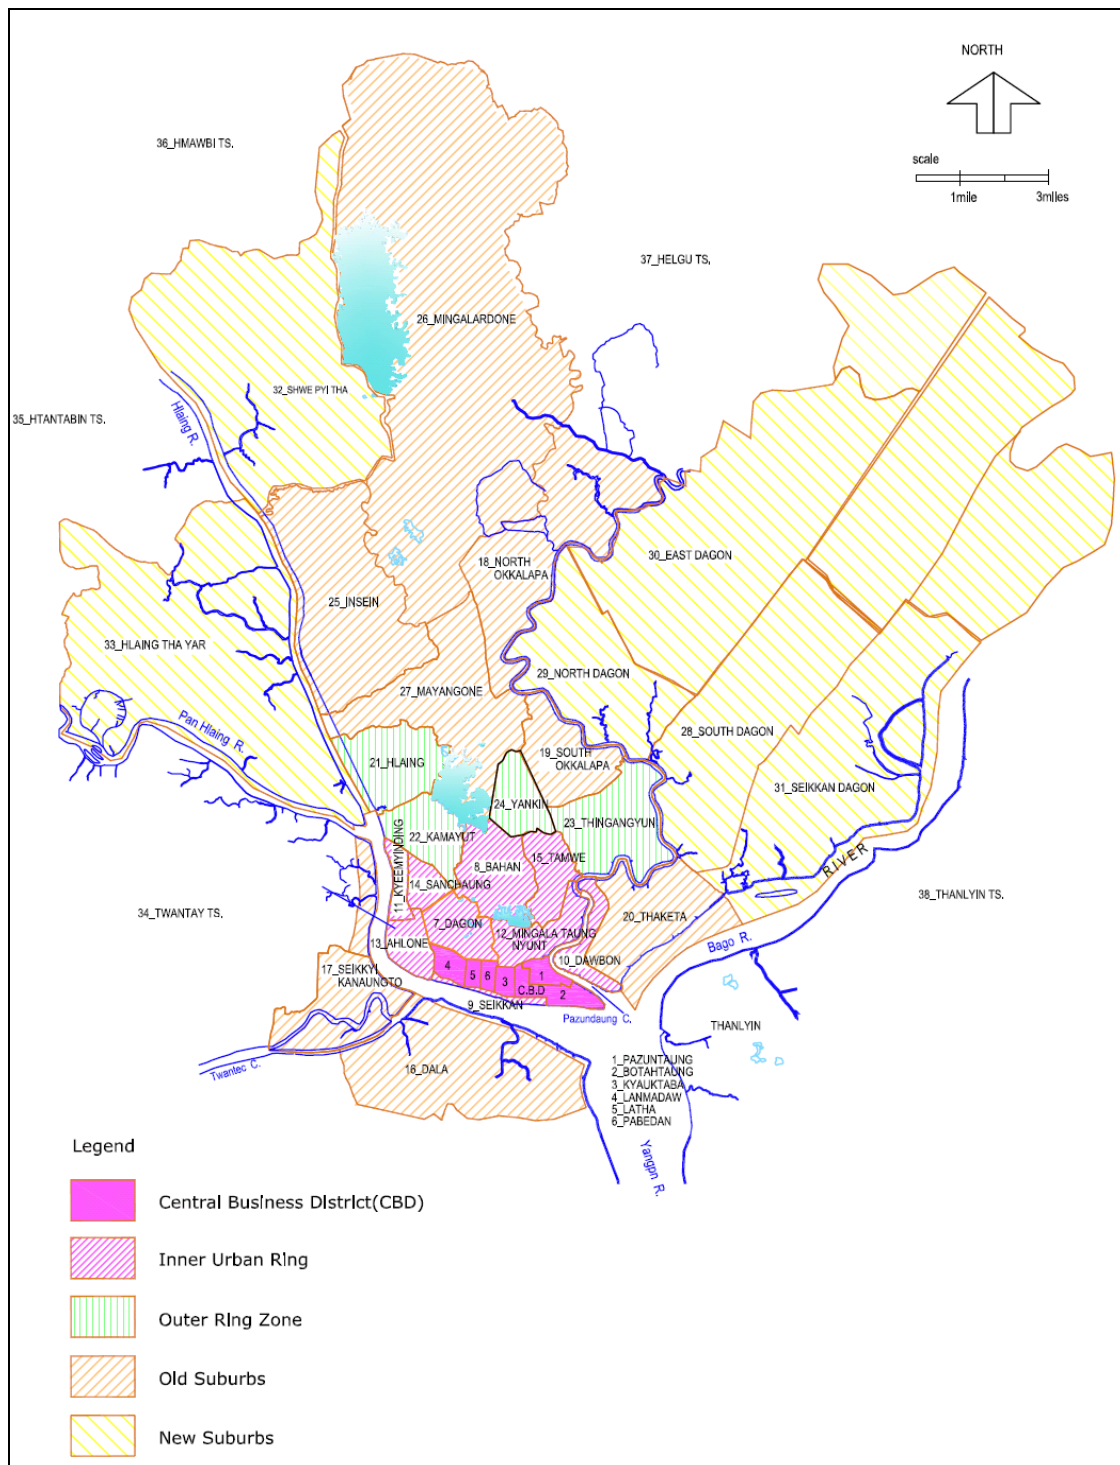 NORTH
36_HMAWBI TS.
scale
1mile
3miles
37_HELGU TS,
26_MINGALARDONE
32_SHWE PYI THA
35_HTANTABIN TS.
Hlaing R.
30_EAST DAGON
18_NORTH
OKKALAPA
25_INSEIN
33_HLAING THA YAR
29_NORTH DAGON
27_MAYANGONE
Pan Hlaing R.
28_SOUTH DAGON
19_SOUTH
OKKALAPA
21_HLAING
31_SEIKKAN DAGON
24_YANKIN
23_THINGANGYUN
22_KAMAYUT
RIVER
15_TAMWE
8_BAHAN
11_KYEEMYINDING
14_SANCHAUNG
38_THANLYIN TS.
34_TWANTAY TS.
20_THAKETA
7_DAGON
12_MINGALA TAUNG
NYUNT
13_AHLONE
Bago R.
10_DAWBON
17_SEIKKYI
KANAUNOTO
4
5
6
3
1
C.B.D
2
9_SEIKKAN
Pazundaung C.
THANLYIN
Twantec C.
16_DALA
1_PAZUNTAUNG
2_BOTAHTAUNG
3_KYAUKTABA
4_LANMADAW
5_LATHA
6_PABEDAN
Yangpn R.
Legend
Central Business District(CBD)
Inner Urban Ring
Outer Ring Zone
Old Suburbs
New Suburbs